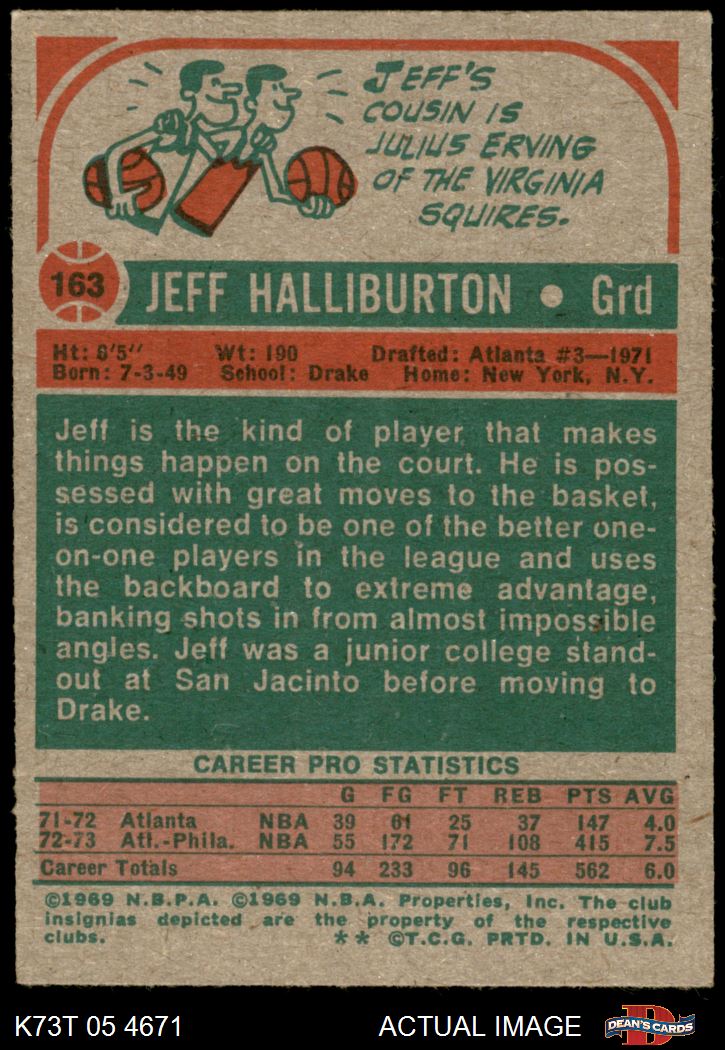 JEFF'S
COUSIN IS
JULIUS ERVING
OF THE VIRGINIA
SQUIRES.
163 JEFF HALLIBURTON • Grd
Ht: 6'5" Wt: 190 Drafted: Atlanta #3—1971
Born: 7-3-49 School: Drake Home: New York, N.Y.
Jeff is the kind of player that makes
things happen on the court. He is pos-
sessed with great moves to the basket,
is considered to be one of the better one-
on-one players in the league and uses
the backboard to extreme advantage,
banking shots in from almost impossible
angles. Jeff was a junior college stand-
out at San Jacinto before moving to
Drake.
CAREER PRO STATISTICS
G FG FT REB PTS AVG
71-72 Atlanta NBA 39 61 25 37 147 4.0
72-73 Atl.-Phila. NBA 55 172 71 108 415 7.5
Career Totals 94 233 96 145 562 6.0
©1969 N.B.P.A. ©1969 N.B.A. Properties, Inc. The club
insignias depicted are the property of the respective
clubs. ** ©T.C.G. PRTD. IN U.S.A.
K73T 05 4671 ACTUAL IMAGE D DEAN'S CARDS